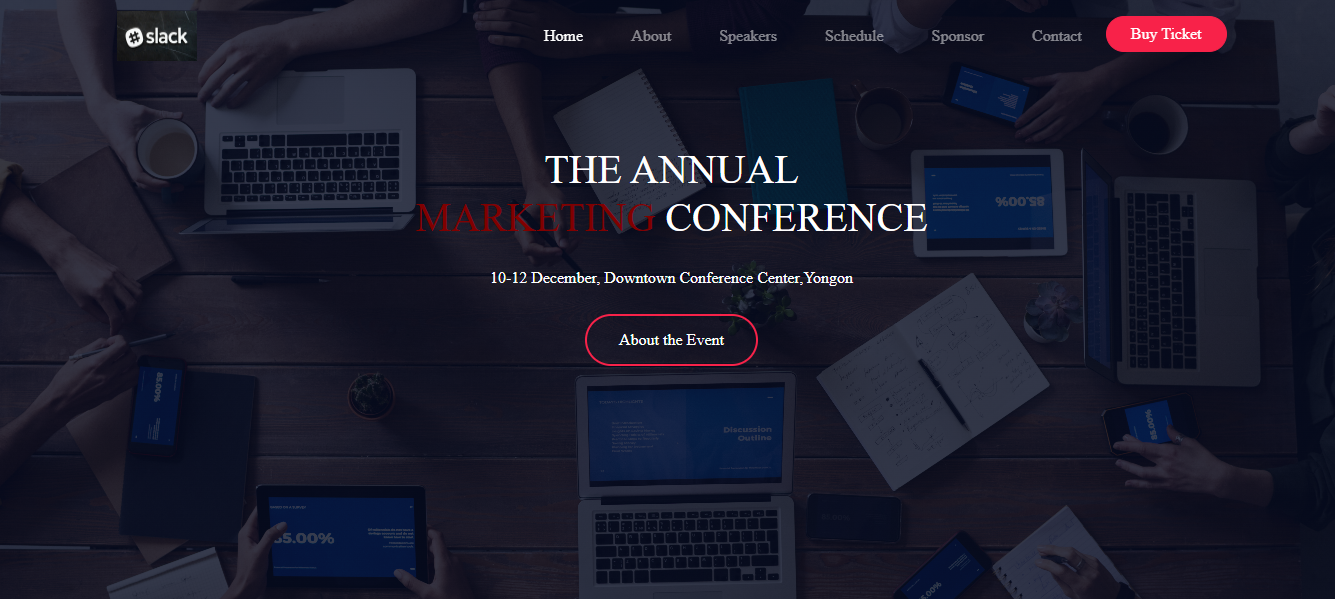 slack
Home
About
Speakers
Schedule
Sponsor
Contact
Buy Ticket
THE ANNUAL
MARKETING CONFERENCE
10-12 December, Downtown Conference Center,Yongon
About the Event
85.00%
85.00%
Discussion
Outline
85.00%
85.00%